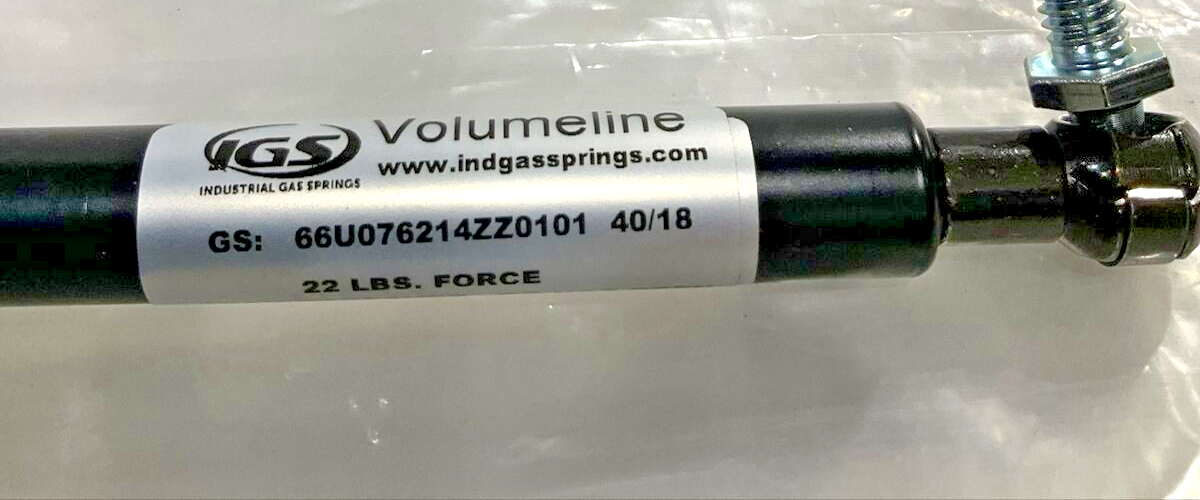 IGS
INDUSTRIAL GAS SPRINGS
Volumeline
www.indgassprings.com
GS: 66U076214ZZ0101 40/18
22 LBS. FORCE